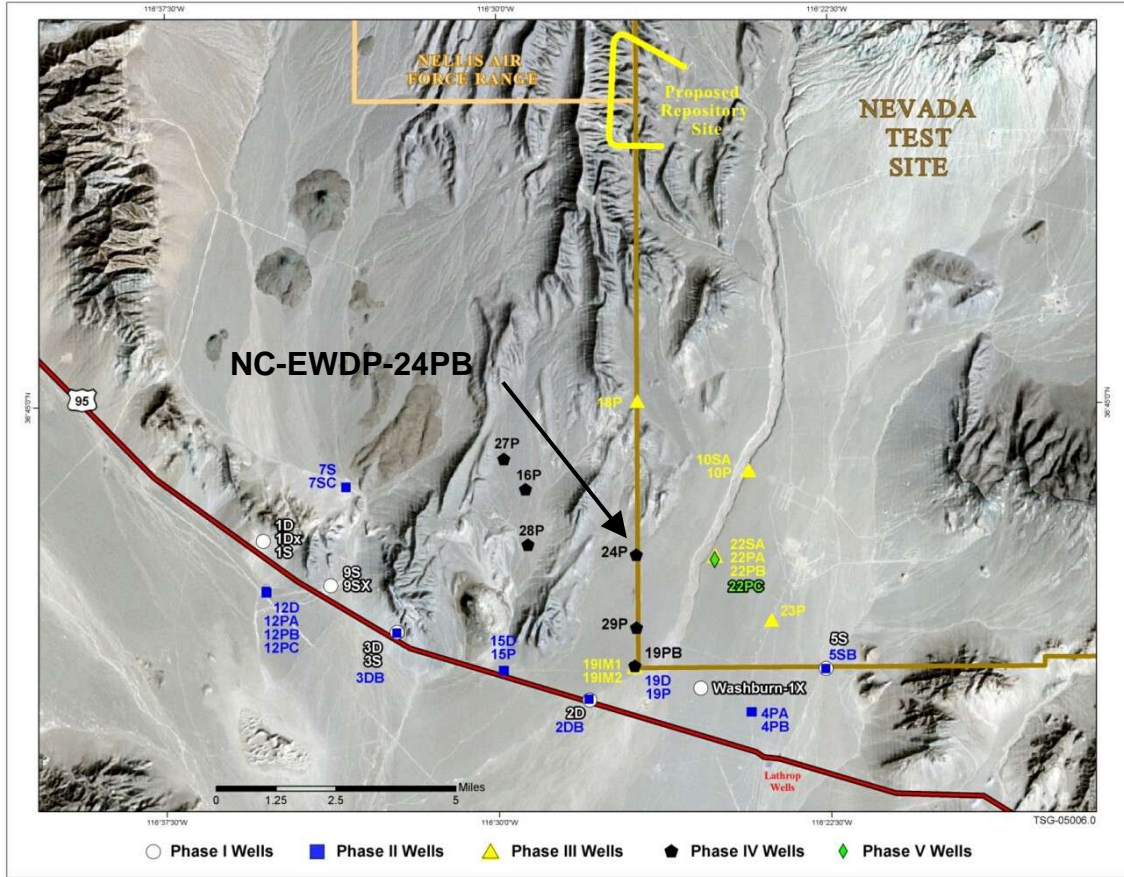 116°37'30"W
116°30'0"W
116°22'30"W
NELLIS AIR
FORCE RANGE
Proposed
Repository
Site
NEVADA
TEST
SITE
NC-EWDP-24PB
95
36°45'0"N
36°45'0"N
18P
27P
16P
10SA
10P
7S
7SC
28P
24P
1D
1Dx
1S
22SA
22PA
22PB
22PC
9S
9SX
12D
12PA
12PB
12PC
23P
29P
3D
3S
3DB
15D
15P
19PB
19IM1
19IM2
19D
19P
5S
5SB
Washburn-1X
2D
2DB
4PA
4PB
Lathrop
Wells
Miles
0 1.25 2.5 5
116°37'30"W
116°30'0"W
116°22'30"W
TSG-05006.0
Phase I Wells Phase II Wells Phase III Wells Phase IV Wells Phase V Wells